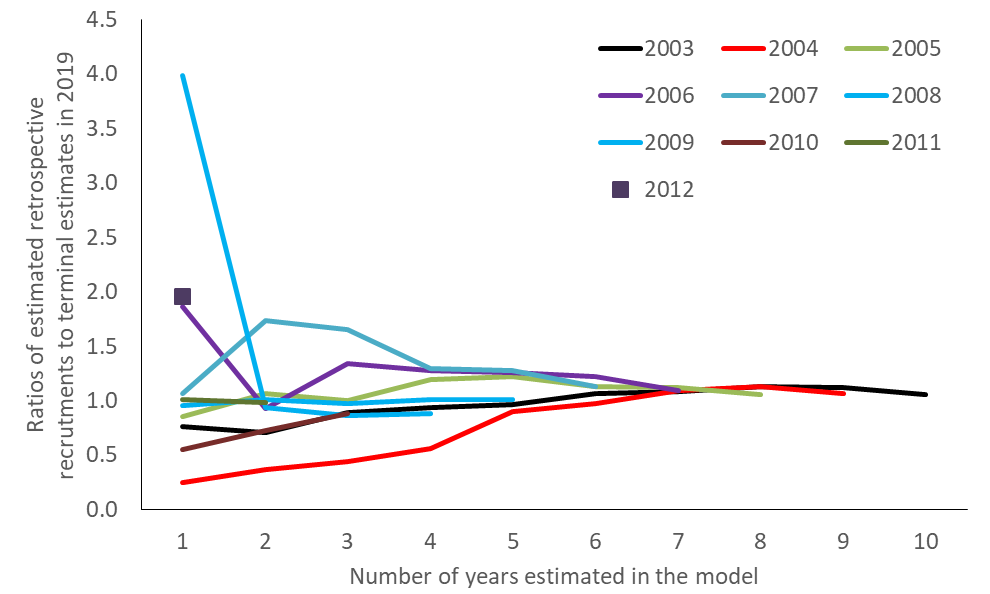 4.5
4.0
3.5
3.0
2.5
2.0
1.5
1.0
0.5
0.0
Ratios of estimated retrospective
recrutments to terminal estimates in 2019
2003 2004 2005
2006 2007 2008
2009 2010 2011
2012
1 2 3 4 5 6 7 8 9 10
Number of years estimated in the model